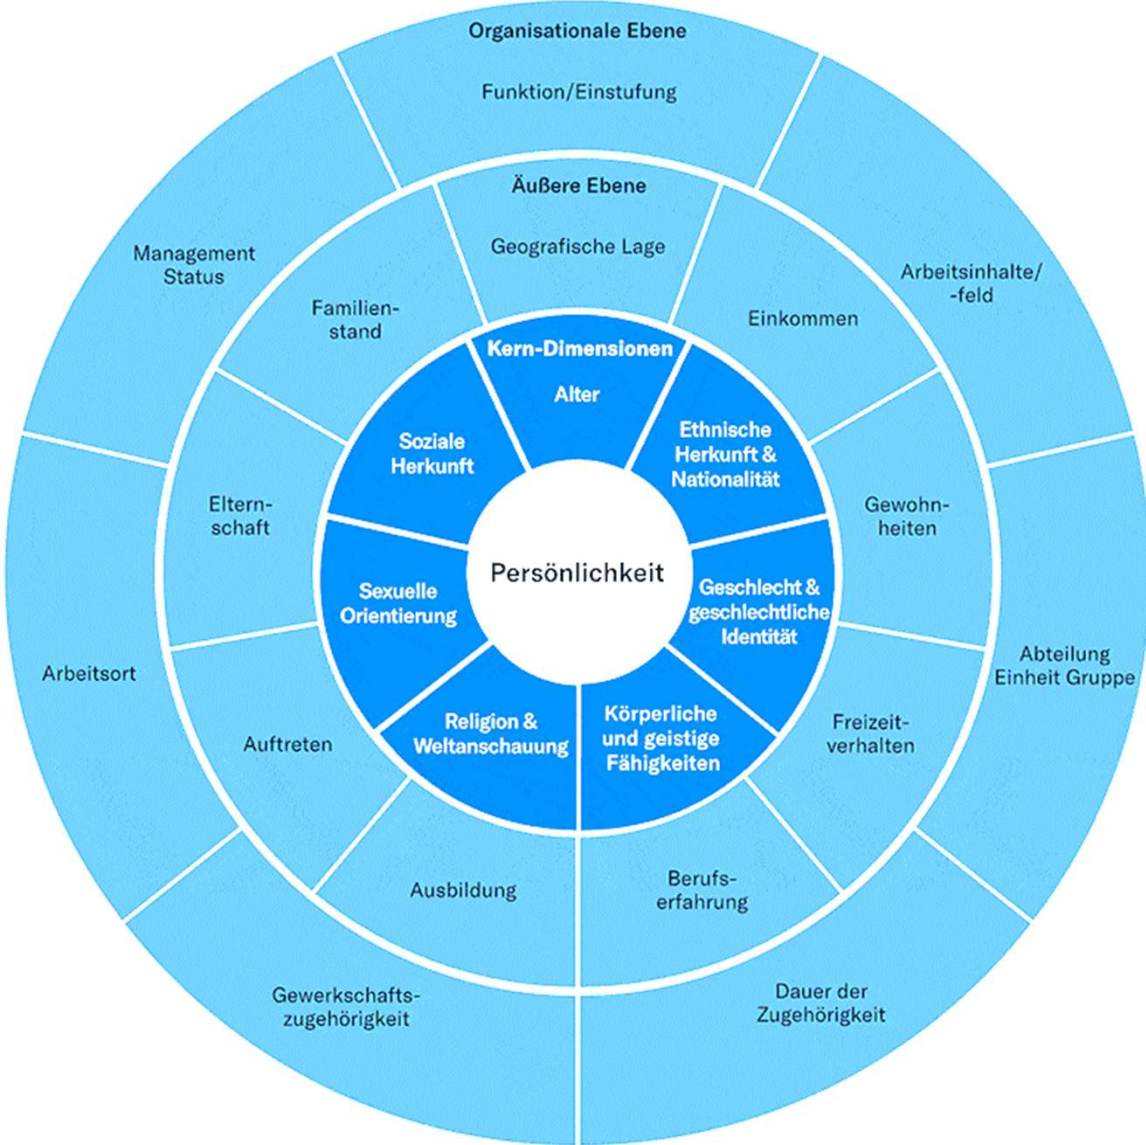 Organisationale Ebene
Funktion/Einstufung
Arbeitsinhalte/
-feld
Abteilung
Einheit Gruppe
Dauer der
Zugehörigkeit
Gewerkschafts-
zugehörigkeit
Arbeitsort
Management
Status
Äußere Ebene
Geografische Lage
Einkommen
Gewohn-
heiten
Freizeit-
verhalten
Berufs-
erfahrung
Ausbildung
Auftreten
Eltern-
schaft
Familien-
stand
Kern-Dimensionen
Alter
Ethnische
Herkunft &
Nationalität
Geschlecht &
geschlechtliche
Identität
Körperliche
und geistige
Fähigkeiten
Religion &
Weltanschauung
Sexuelle
Orientierung
Soziale
Herkunft
Persönlichkeit